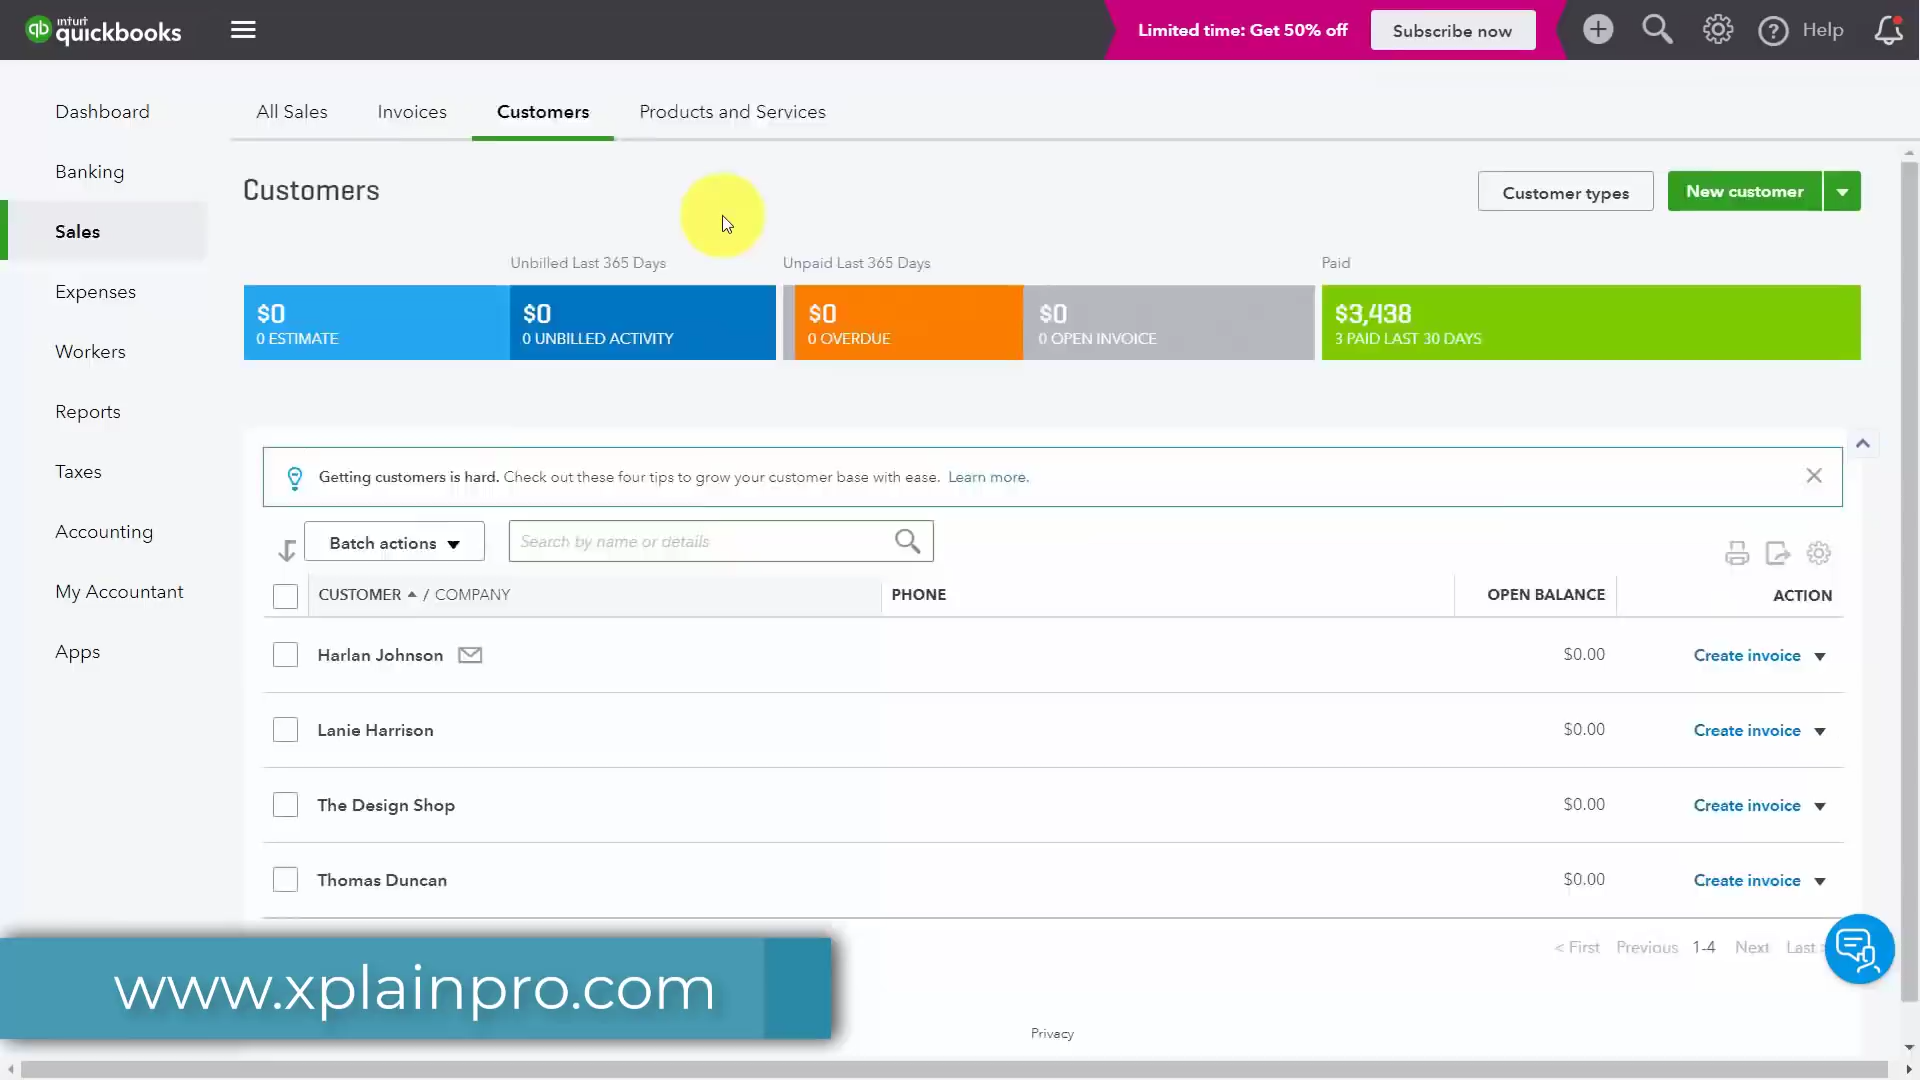 intuit
quickbooks
Limited time: Get 50% off
Subscribe now
Help
Dashboard
Banking
Sales
Expenses
Workers
Reports
Taxes
Accounting
My Accountant
Apps
All Sales
Invoices
Customers
Products and Services
Customers
Customer types
New customer
Unbilled Last 365 Days
Unpaid Last 365 Days
Paid
$0
0 ESTIMATE
$0
0 UNBILLED ACTIVITY
$0
0 OVERDUE
$0
0 OPEN INVOICE
$3,438
3 PAID LAST 30 DAYS
Getting customers is hard. Check out these four tips to grow your customer base with ease. Learn more.
Batch actions
Search by name or details
CUSTOMER / COMPANY
PHONE
OPEN BALANCE
ACTION
Harlan Johnson
$0.00
Create invoice
Lanie Harrison
$0.00
Create invoice
The Design Shop
$0.00
Create invoice
Thomas Duncan
$0.00
Create invoice
< First Previous 1-4 Next Last >
www.xplainpro.com
Privacy